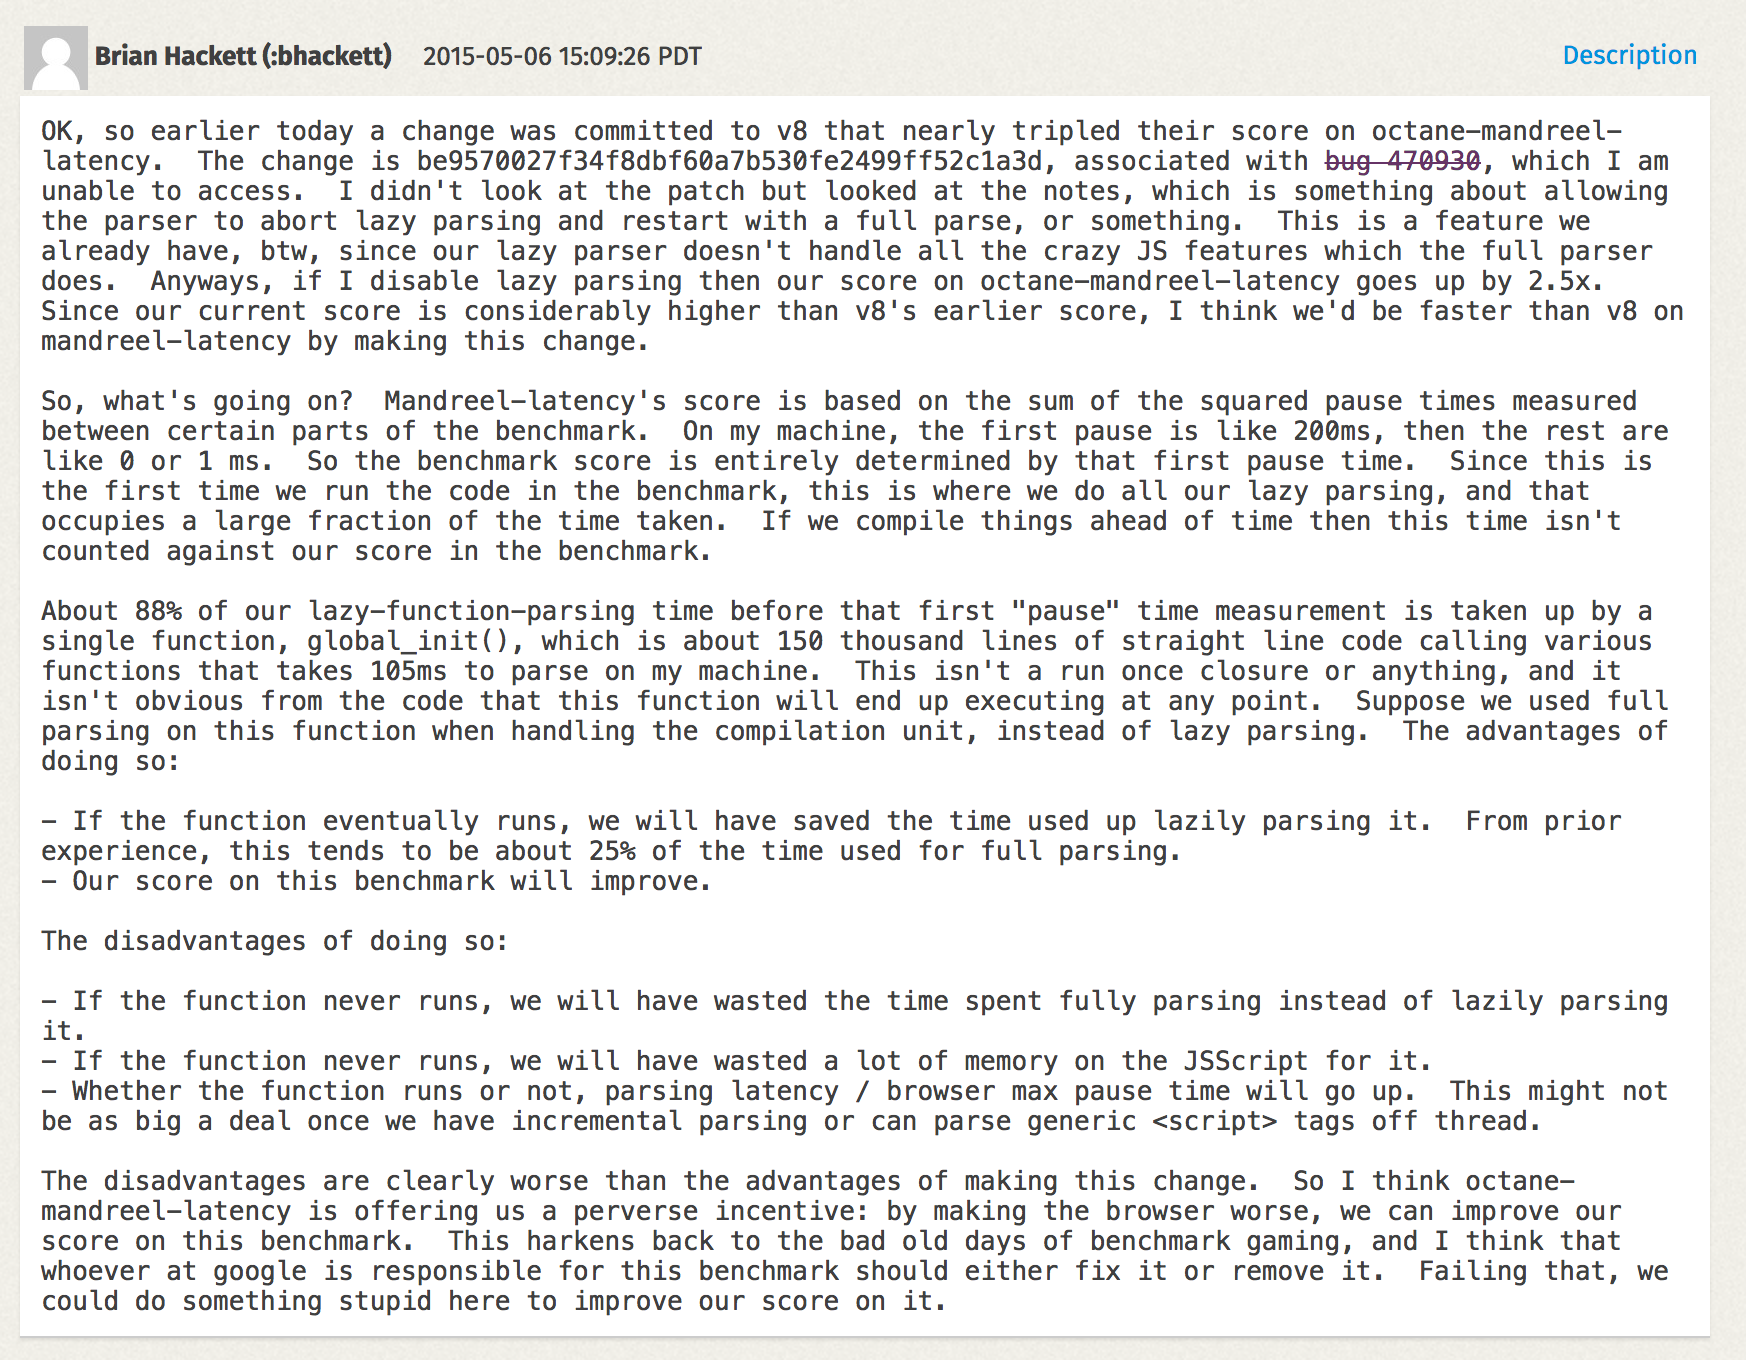 Brian Hackett (:bhackett) 2015-05-06 15:09:26 PDT Description
OK, so earlier today a change was committed to v8 that nearly tripled their score on octane-mandreel-
latency.  The change is be9570027f34f8dbf60a7b530fe2499ff52c1a3d, associated with bug 470930, which I am
unable to access.  I didn't look at the patch but looked at the notes, which is something about allowing
the parser to abort lazy parsing and restart with a full parse, or something.  This is a feature we
already have, btw, since our lazy parser doesn't handle all the crazy JS features which the full parser
does.  Anyways, if I disable lazy parsing then our score on octane-mandreel-latency goes up by 2.5x.
Since our current score is considerably higher than v8's earlier score, I think we'd be faster than v8 on
mandreel-latency by making this change.

So, what's going on?  Mandreel-latency's score is based on the sum of the squared pause times measured
between certain parts of the benchmark.  On my machine, the first pause is like 200ms, then the rest are
like 0 or 1 ms.  So the benchmark score is entirely determined by that first pause time.  Since this is
the first time we run the code in the benchmark, this is where we do all our lazy parsing, and that
occupies a large fraction of the time taken.  If we compile things ahead of time then this time isn't
counted against our score in the benchmark.

About 88% of our lazy-function-parsing time before that first "pause" time measurement is taken up by a
single function, global_init(), which is about 150 thousand lines of straight line code calling various
functions that takes 105ms to parse on my machine.  This isn't a run once closure or anything, and it
isn't obvious from the code that this function will end up executing at any point.  Suppose we used full
parsing on this function when handling the compilation unit, instead of lazy parsing.  The advantages of
doing so:

- If the function eventually runs, we will have saved the time used up lazily parsing it.  From prior
experience, this tends to be about 25% of the time used for full parsing.
- Our score on this benchmark will improve.

The disadvantages of doing so:

- If the function never runs, we will have wasted the time spent fully parsing instead of lazily parsing
it.
- If the function never runs, we will have wasted a lot of memory on the JSScript for it.
- Whether the function runs or not, parsing latency / browser max pause time will go up.  This might not
be as big a deal once we have incremental parsing or can parse generic <script> tags off thread.

The disadvantages are clearly worse than the advantages of making this change.  So I think octane-
mandreel-latency is offering us a perverse incentive: by making the browser worse, we can improve our
score on this benchmark.  This harkens back to the bad old days of benchmark gaming, and I think that
whoever at google is responsible for this benchmark should either fix it or remove it.  Failing that, we
could do something stupid here to improve our score on it.